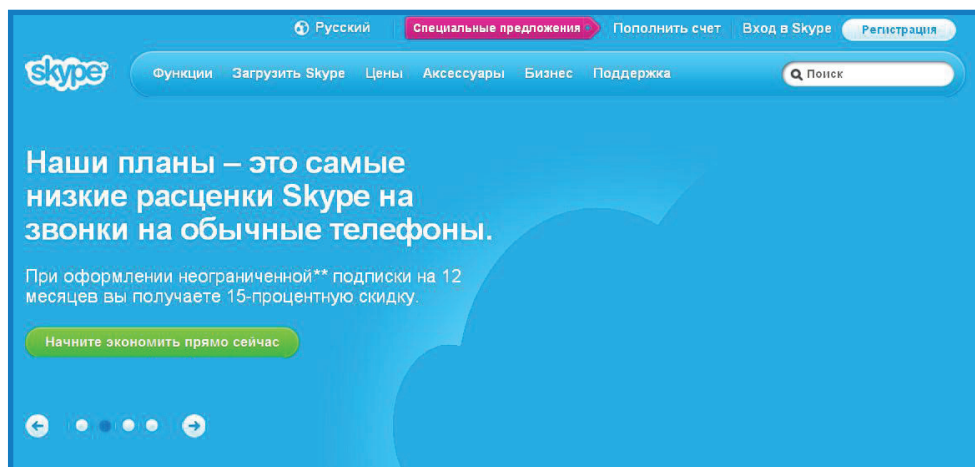 Русский Специальные предложения Пополнить счет Вход в Skype Регистрация
skype Функции Загрузить Skype Цены Аксессуары Бизнес Поддержка Поиск
Наши планы – это самые
низкие расценки Skype на
звонки на обычные телефоны.
При оформлении неограниченной** подписки на 12
месяцев вы получаете 15-процентную скидку.
Начните экономить прямо сейчас